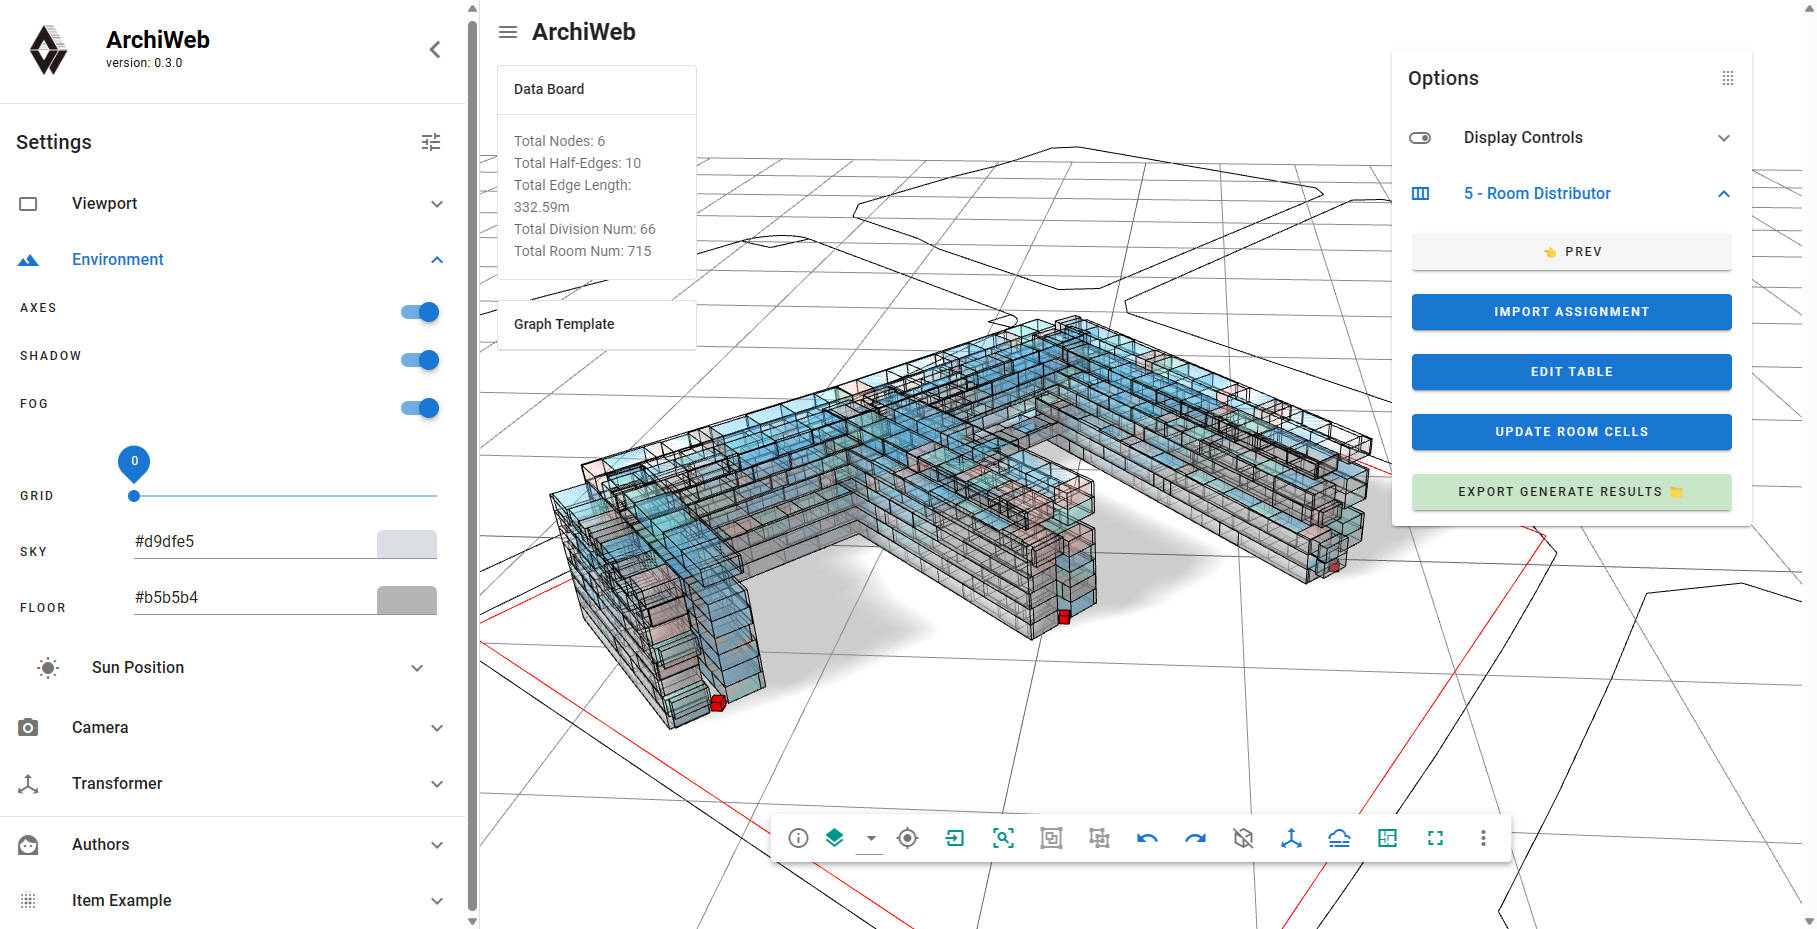 ArchiWeb
version: 0.3.0
Settings
Viewport
Environment
AXES
SHADOW
FOG
0
GRID
SKY
#d9dfe5
FLOOR
#b5b5b4
Sun Position
Camera
Transformer
Authors
Item Example
ArchiWeb
Data Board
Total Nodes: 6
Total Half-Edges: 10
Total Edge Length:
332.59m
Total Division Num: 66
Total Room Num: 715
Graph Template
Options
Display Controls
5 - Room Distributor
PREV
IMPORT ASSIGNMENT
EDIT TABLE
UPDATE ROOM CELLS
EXPORT GENERATE RESULTS